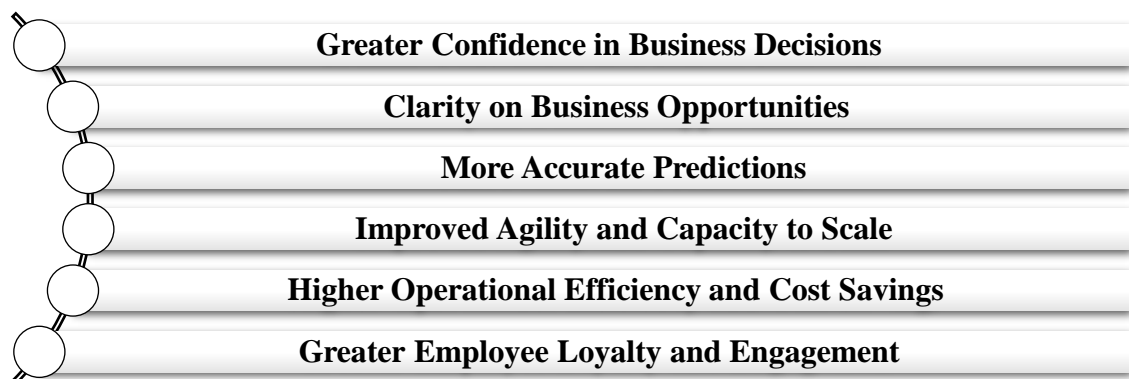 Greater Confidence in Business Decisions
Clarity on Business Opportunities
More Accurate Predictions
Improved Agility and Capacity to Scale
Higher Operational Efficiency and Cost Savings
Greater Employee Loyalty and Engagement